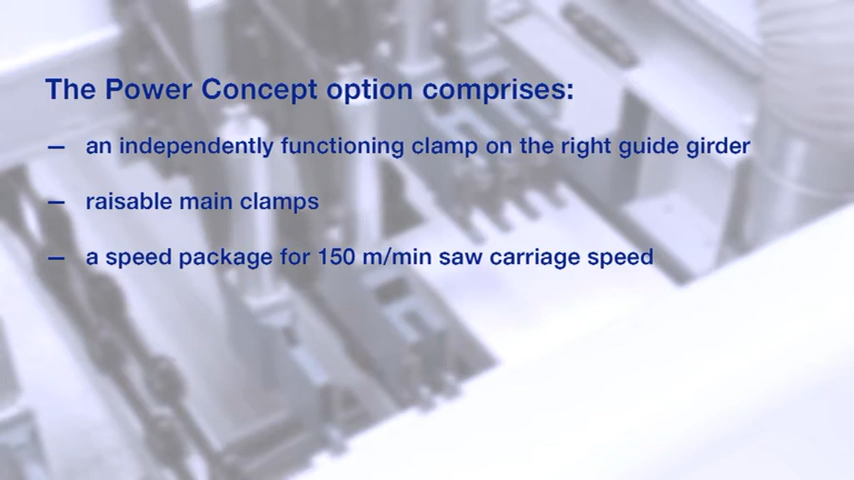 The Power Concept option comprises:
— an independently functioning clamp on the right guide girder
— raisable main clamps
— a speed package for 150 m/min saw carriage speed